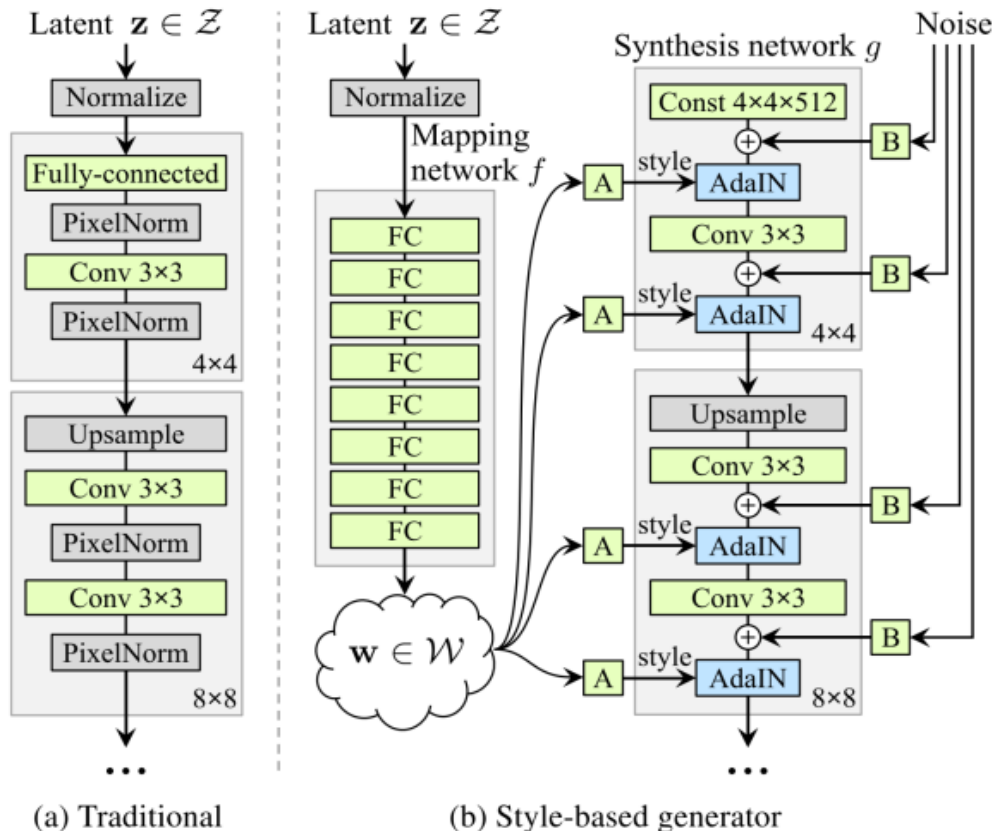 Latent z ∈ Z
Normalize
Fully-connected
PixelNorm
Conv 3×3
PixelNorm
4×4
Upsample
Conv 3×3
PixelNorm
Conv 3×3
PixelNorm
8×8
...
(a) Traditional
Latent z ∈ Z
Normalize
Mapping
network f
FC
FC
FC
FC
FC
FC
FC
FC
w ∈ W
A
style
A
style
A
style
A
style
Synthesis network g
Const 4×4×512
+
AdaIN
Conv 3×3
+
AdaIN
4×4
Upsample
Conv 3×3
+
AdaIN
Conv 3×3
+
AdaIN
8×8
...
Noise
B
B
B
B
(b) Style-based generator